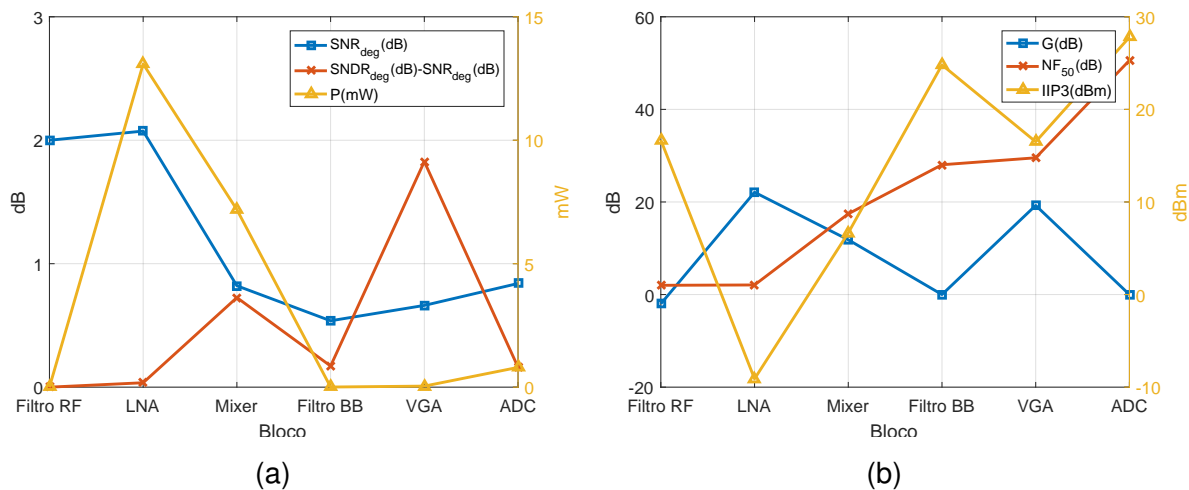 3
2
1
0
dB
15
10
5
0
mW
SNR_deg(dB)
SNDR_deg(dB)-SNR_deg(dB)
P(mW)
Filtro RF LNA Mixer Filtro BB VGA ADC
Bloco
(a)
60
40
20
0
-20
dB
30
20
10
0
-10
dBm
G(dB)
NF_50(dB)
IIP3(dBm)
Filtro RF LNA Mixer Filtro BB VGA ADC
Bloco
(b)